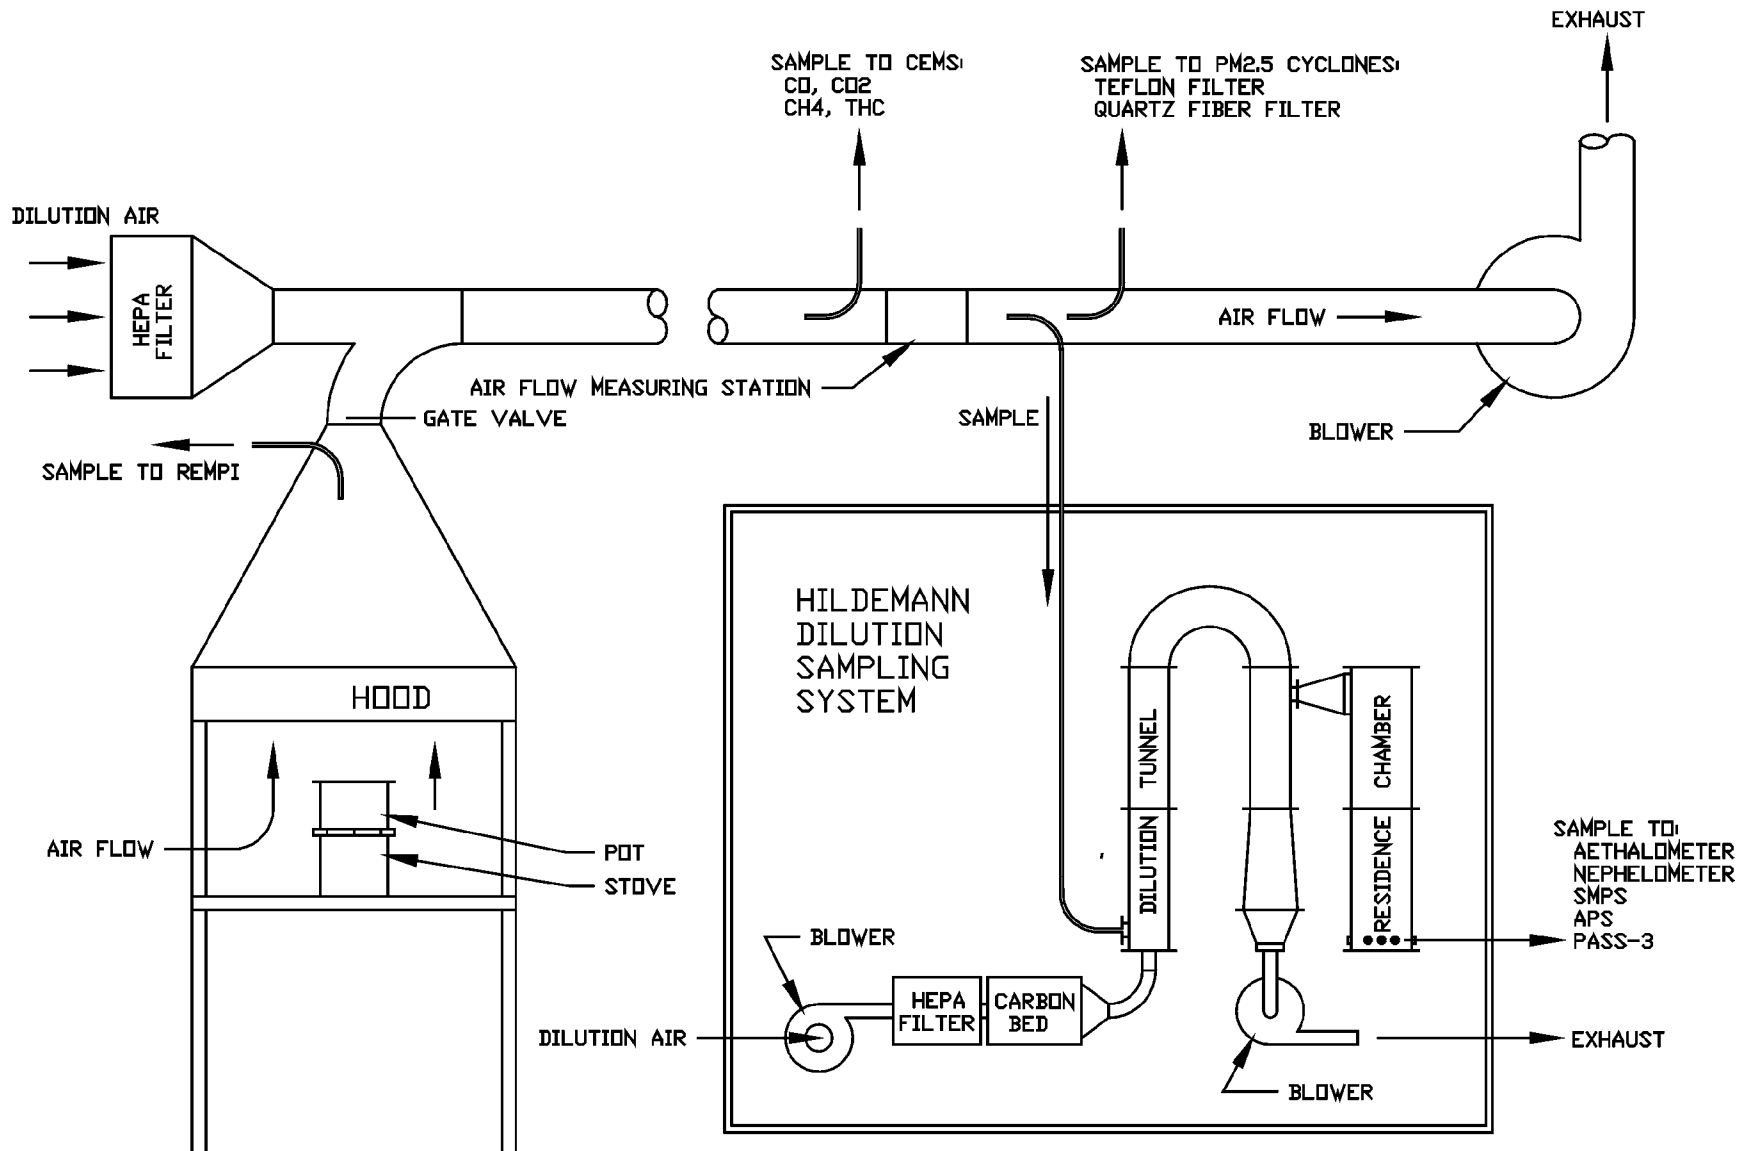 EXHAUST
SAMPLE TO CEMS:
CO, CO2
CH4, THC
SAMPLE TO PM2.5 CYCLONES:
TEFLON FILTER
QUARTZ FIBER FILTER
DILUTION AIR
HEPA
FILTER
AIR FLOW
AIR FLOW MEASURING STATION
GATE VALVE
SAMPLE
BLOWER
SAMPLE TO REMPI
HILDEMANN
DILUTION
SAMPLING
SYSTEM
HOOD
DILUTION TUNNEL
RESIDENCE CHAMBER
AIR FLOW
POT
STOVE
SAMPLE TO:
AETHALOMETER
NEPHELOMETER
SMPS
APS
PASS-3
BLOWER
HEPA
FILTER
CARBON
BED
DILUTION AIR
EXHAUST
BLOWER